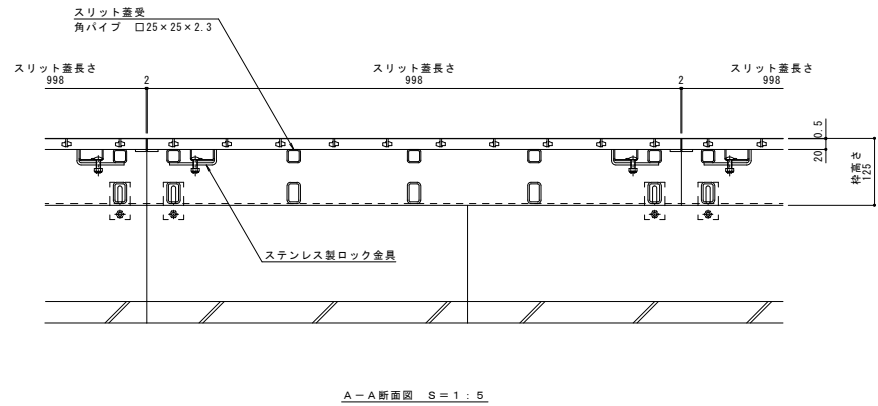 スリット蓋受
角パイプ □25×25×2.3
スリット蓋長さ
998
2
スリット蓋長さ
998
2
スリット蓋長さ
998
0.5
20
枠高さ
125
ステンレス製ロック金具
A－A断面図 S＝1：5